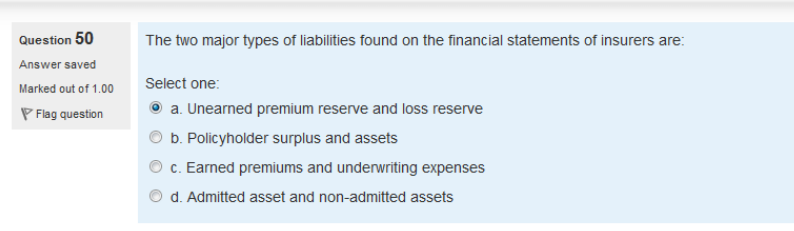 Question 50
Answer saved
Marked out of 1.00
Flag question
The two major types of liabilities found on the financial statements of insurers are:
Select one:
a. Unearned premium reserve and loss reserve
b. Policyholder surplus and assets
c. Earned premiums and underwriting expenses
d. Admitted asset and non-admitted assets